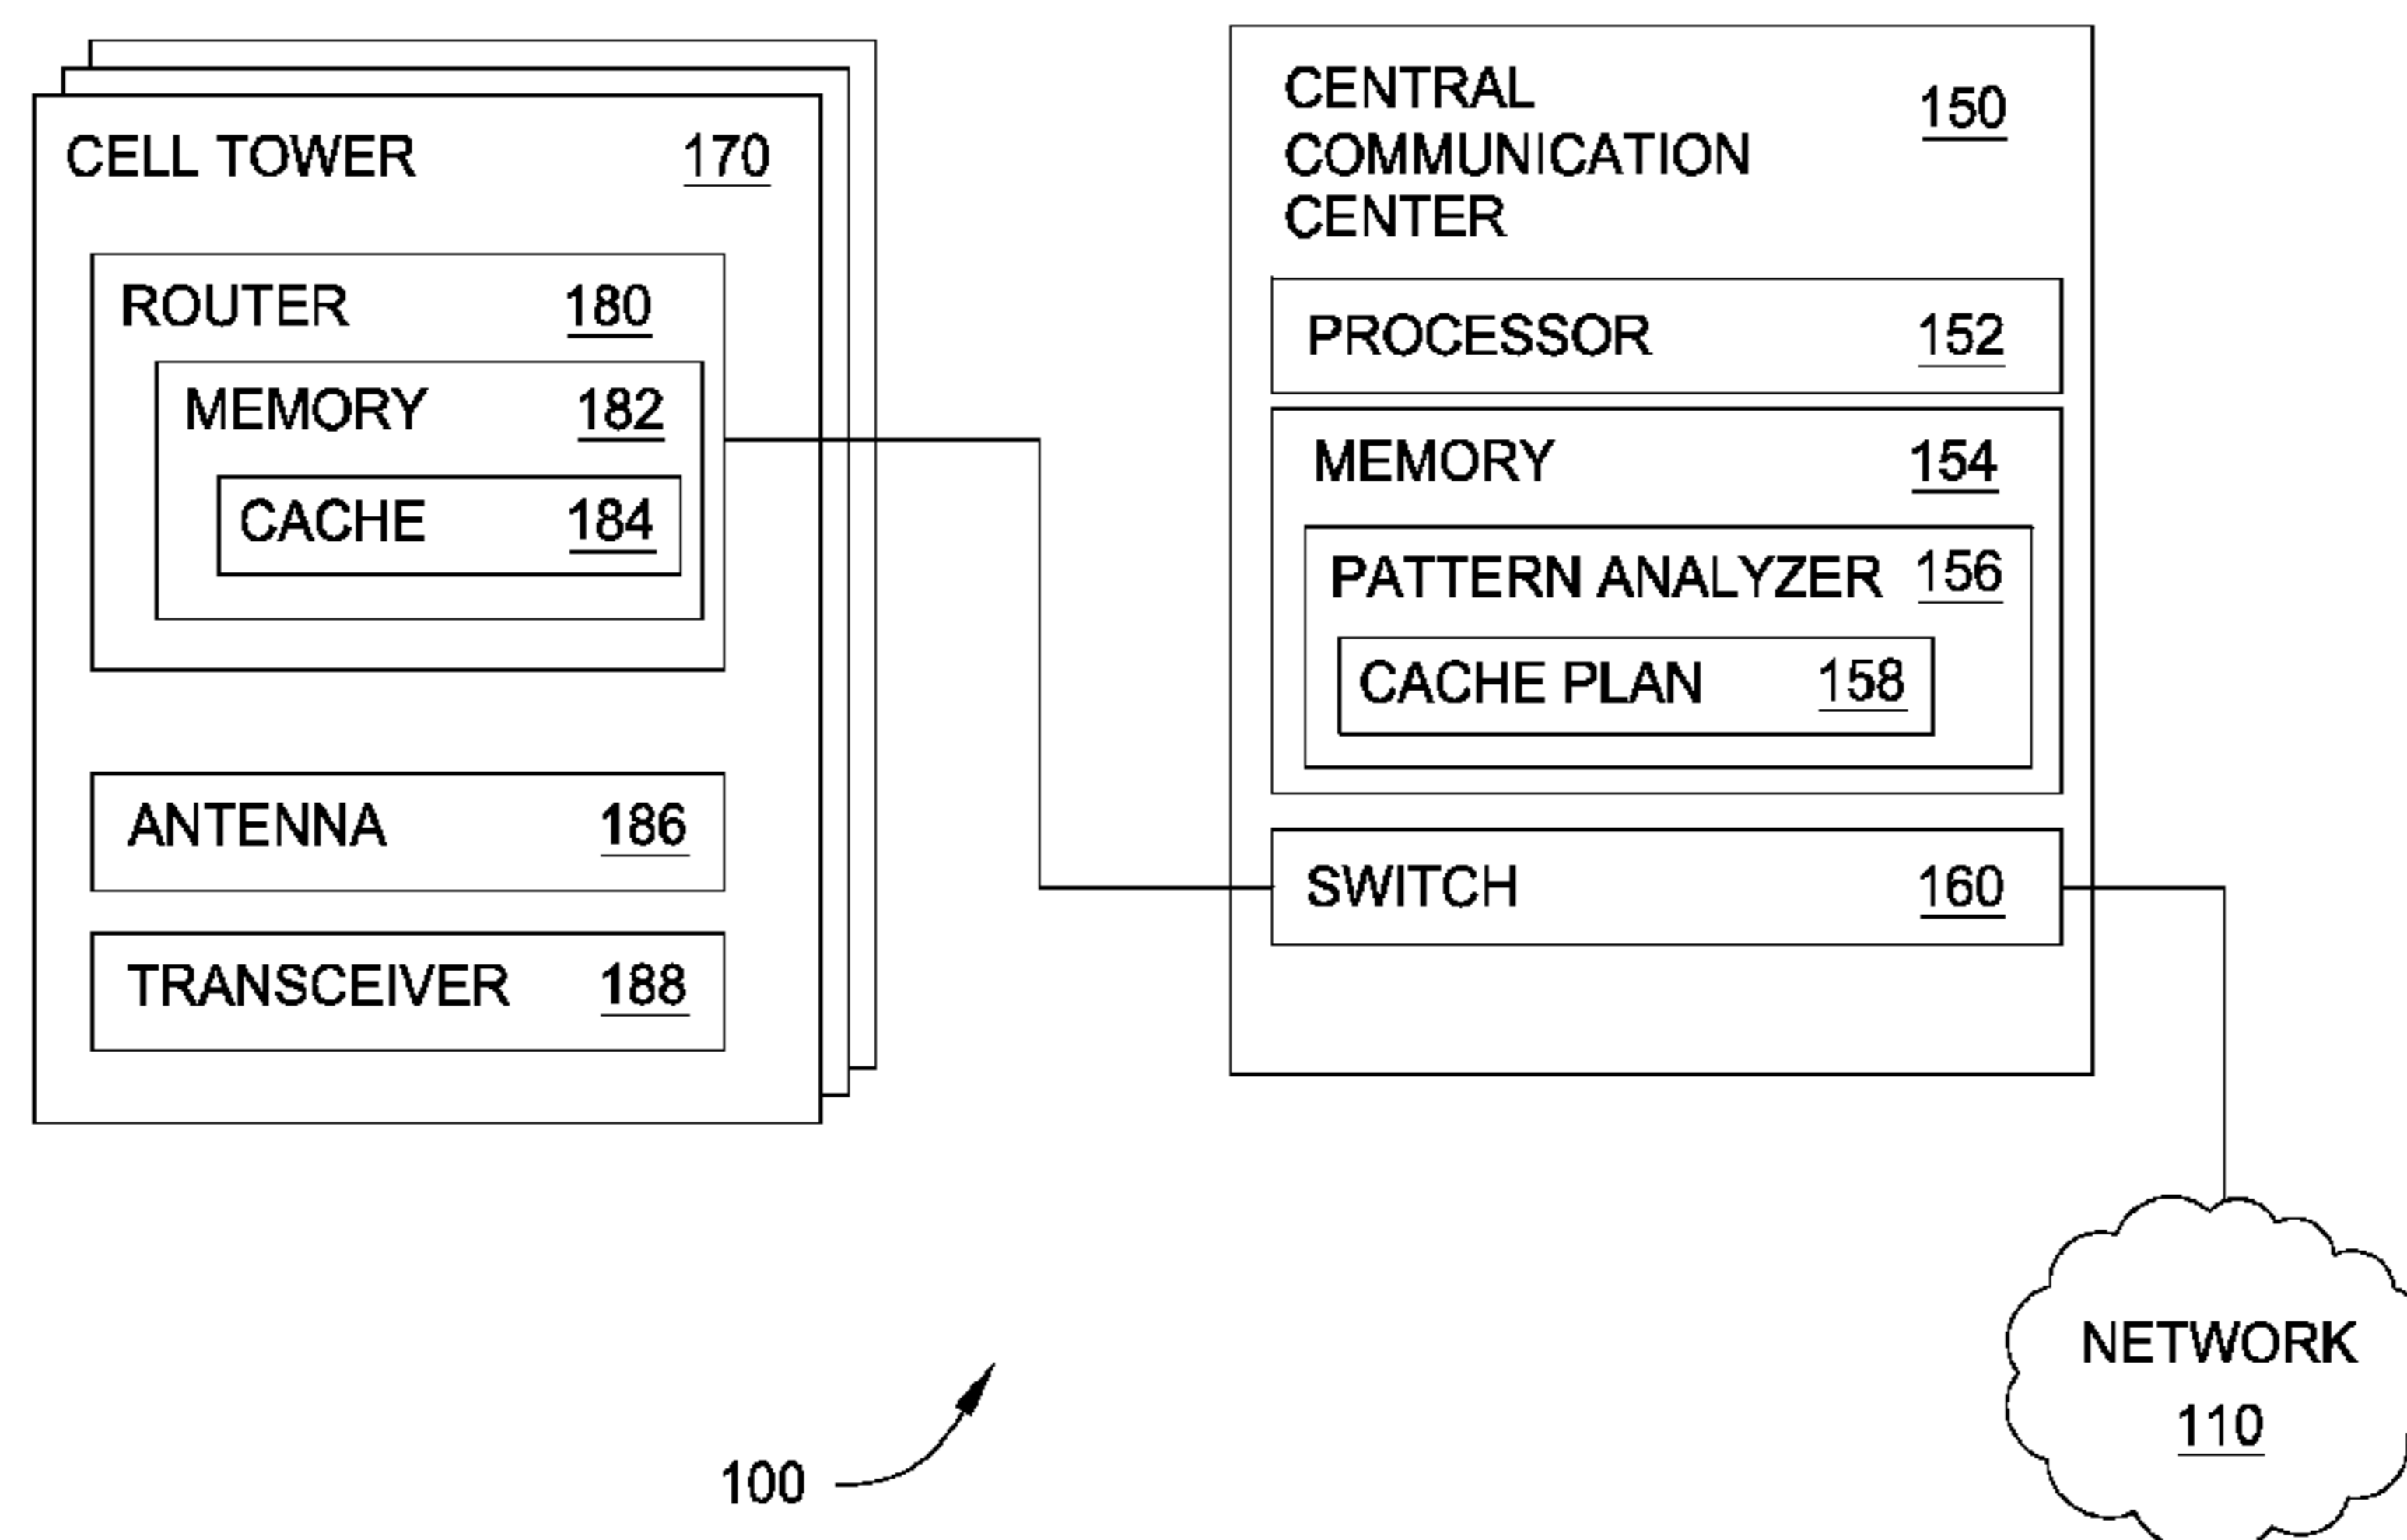 CELL TOWER 170
ROUTER 180
MEMORY 182
CACHE 184
ANTENNA 186
TRANSCEIVER 188
CENTRAL 150
COMMUNICATION
CENTER
PROCESSOR 152
MEMORY 154
PATTERN ANALYZER 156
CACHE PLAN 158
SWITCH 160
NETWORK
110
100